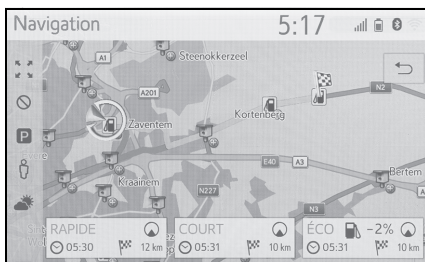 Navigation 5:17
A1
Steenokkerzeel
A201
N2
P
Zaventem
Kortenberg
E40 A3
Bertem
Kraainem
N227
N3
RAPIDE COURT ÉCO -2%
05:30 12 km 05:31 10 km 05:31 10 km